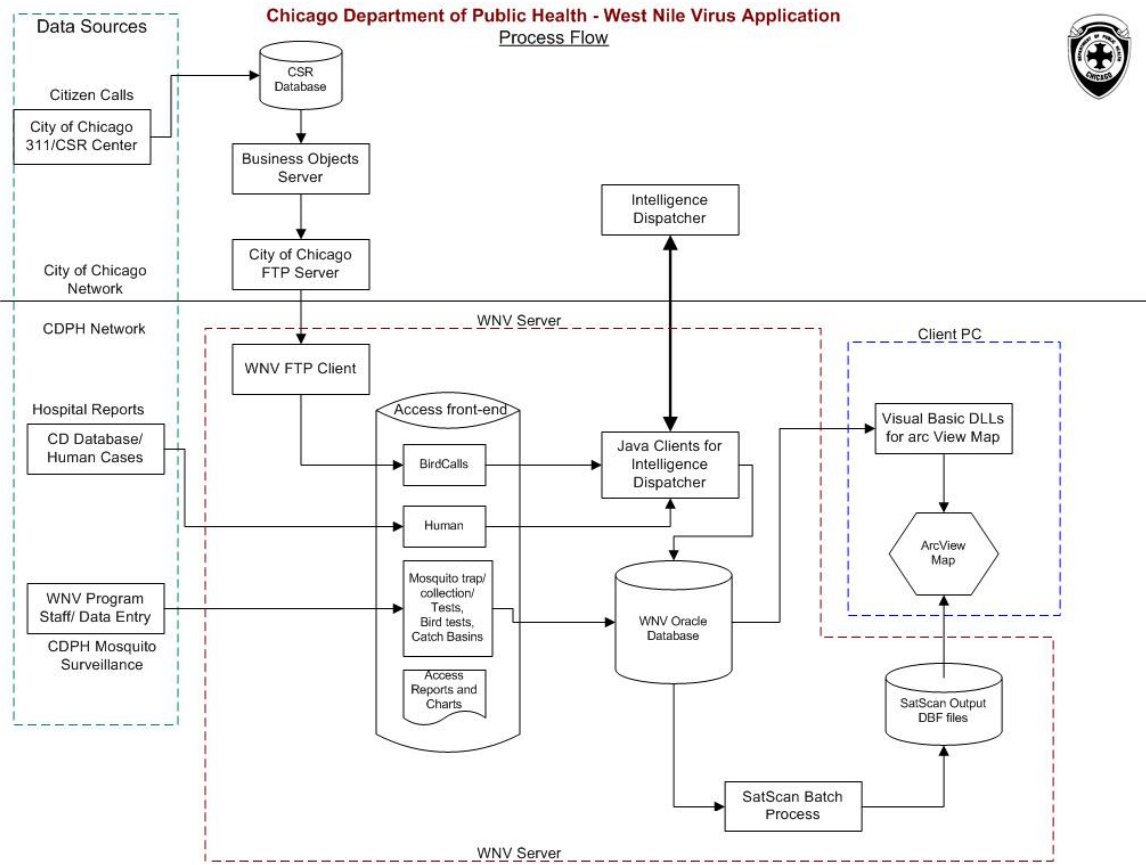 Chicago Department of Public Health - West Nile Virus Application
Process Flow
Data Sources
Citizen Calls
City of Chicago
311/CSR Center
CSR
Database
Business Objects
Server
City of Chicago
FTP Server
Intelligence
Dispatcher
DEPARTMENT OF PUBLIC HEALTH
CHICAGO
City of Chicago
Network
CDPH Network
WNV Server
Client PC
WNV FTP Client
Hospital Reports
CD Database/
Human Cases
Access front-end
BirdCalls
Human
Mosquito trap/
collection/
Tests,
Bird tests,
Catch Basins
Access
Reports and
Charts
Java Clients for
Intelligence
Dispatcher
Visual Basic DLLs
for arc View Map
ArcView
Map
WNV Program
Staff/ Data Entry
CDPH Mosquito
Surveillance
WNV Oracle
Database
SatScan Output
DBF files
SatScan Batch
Process
WNV Server